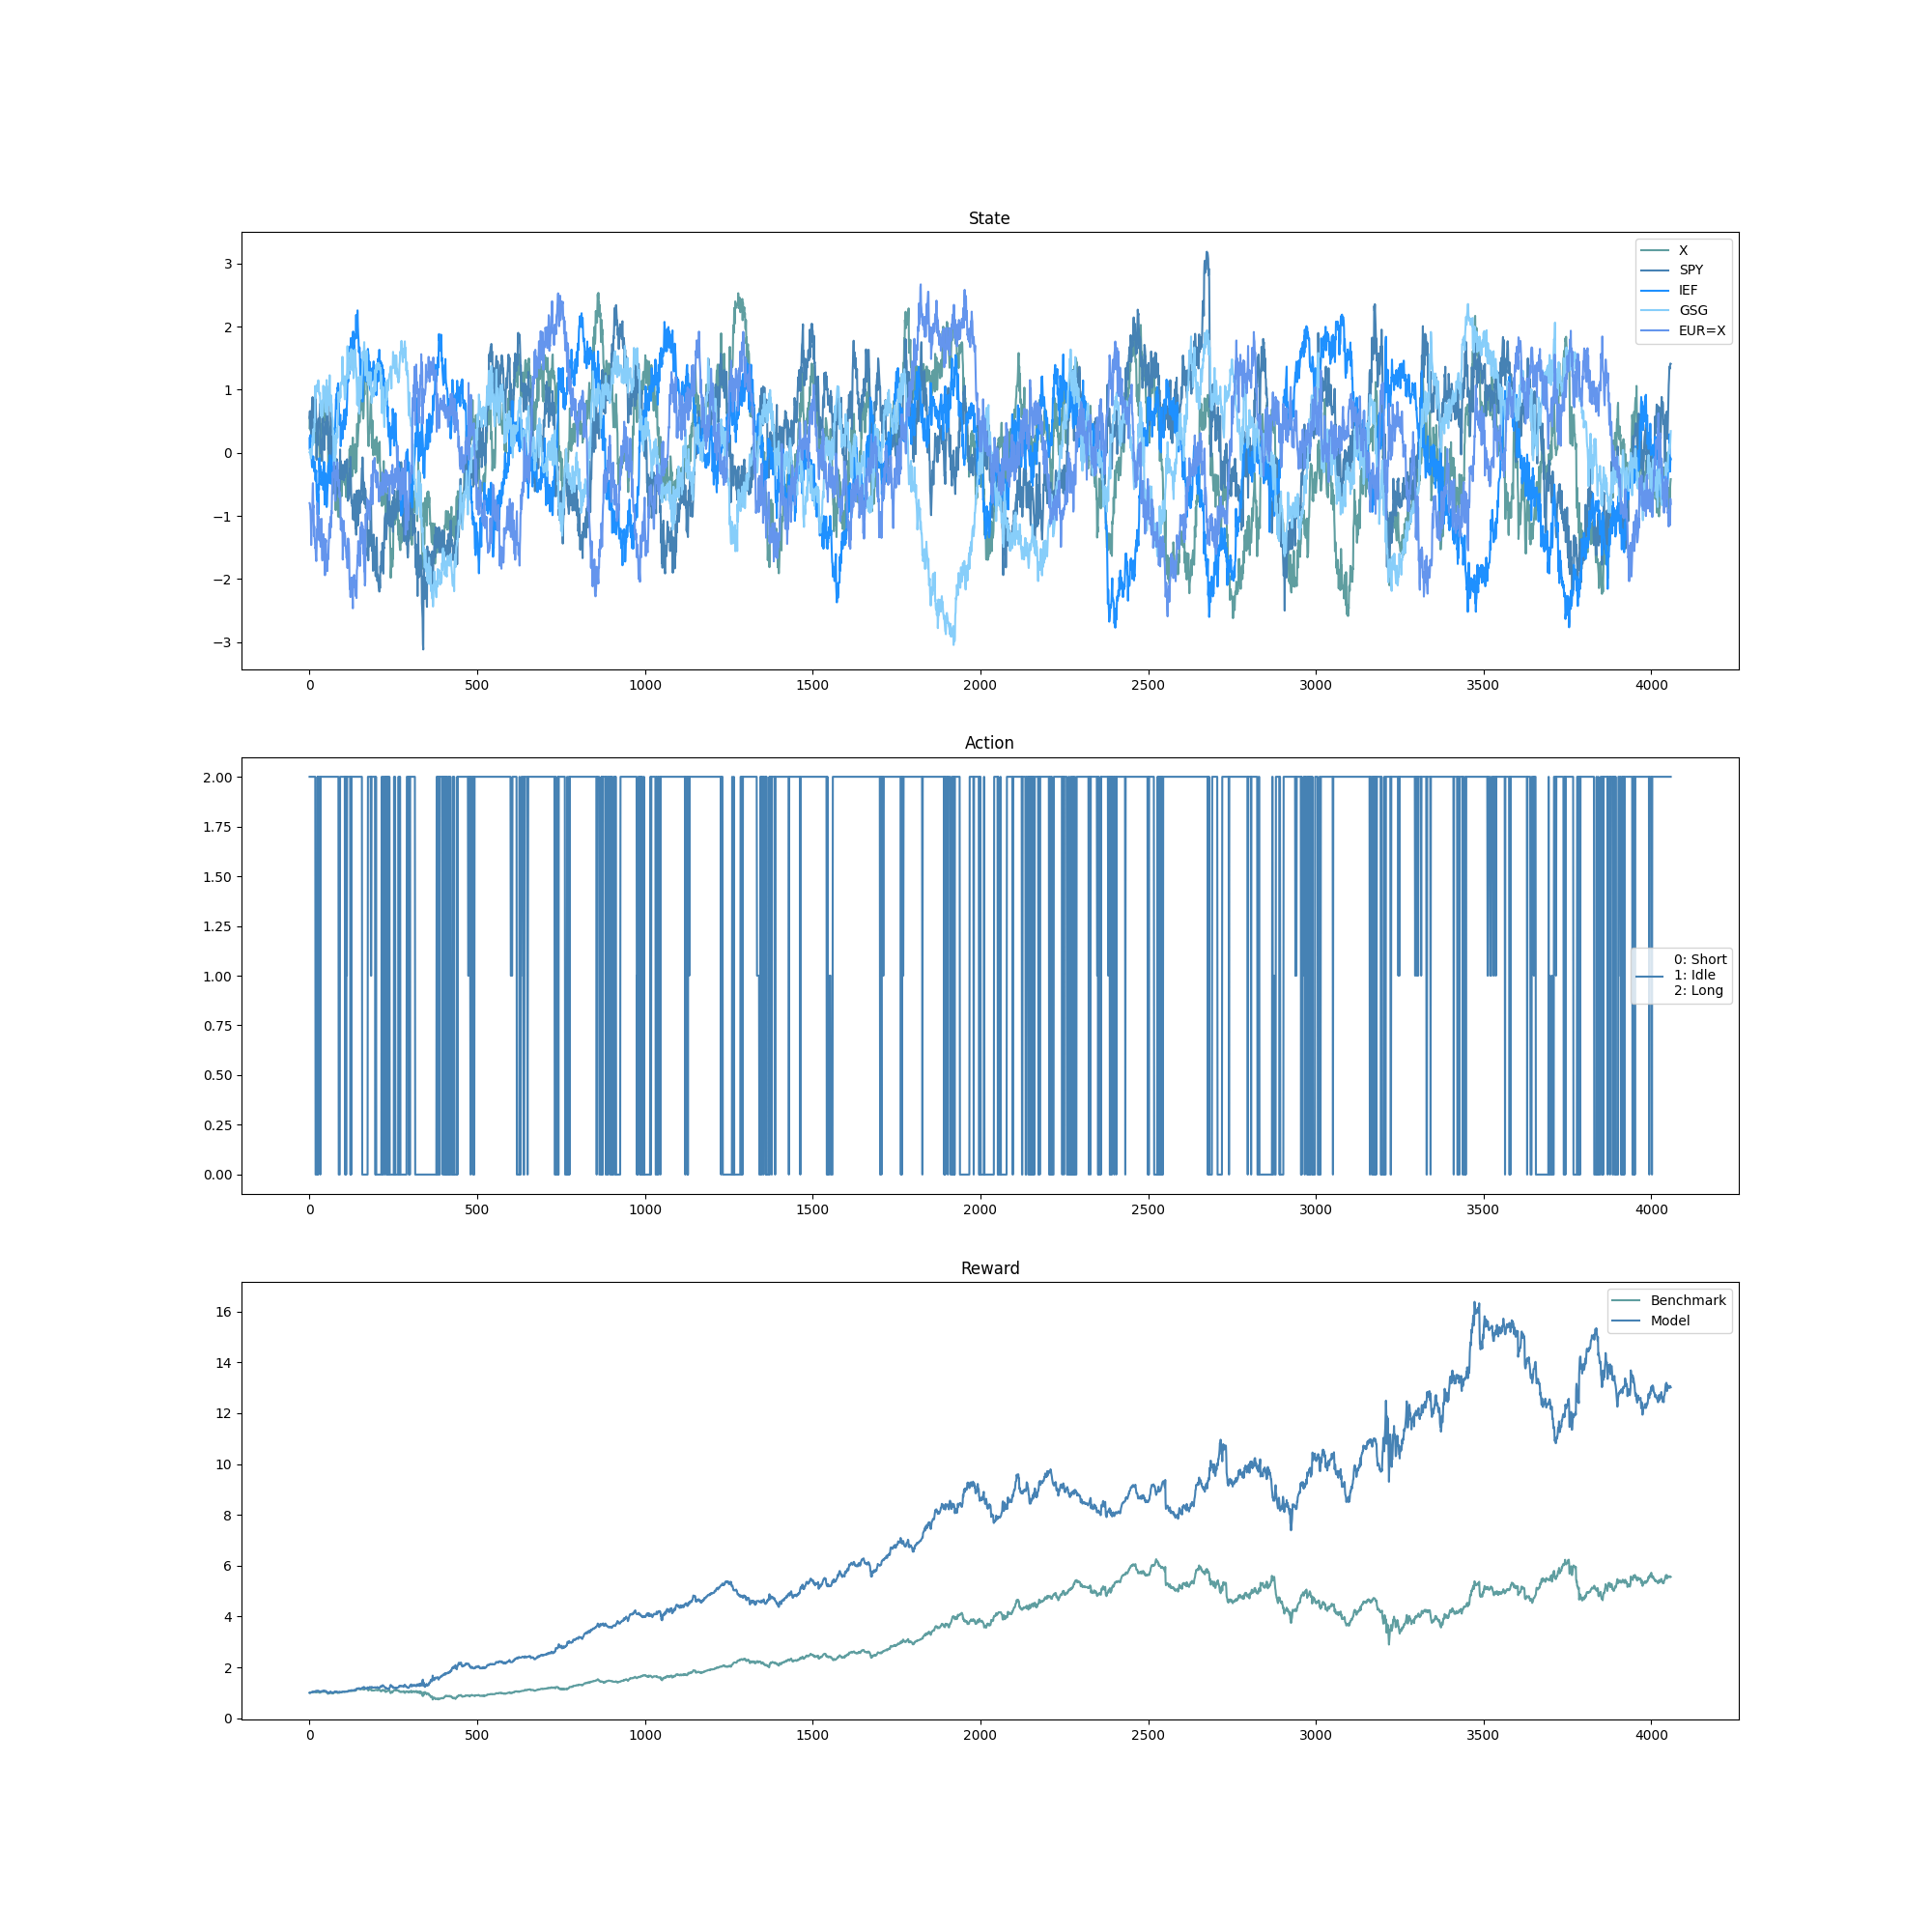 State
3
2
1
0
−1
−2
−3
X
SPY
IEF
GSG
EUR=X
0 500 1000 1500 2000 2500 3000 3500 4000
Action
2.00
1.75
1.50
1.25
1.00
0.75
0.50
0.25
0.00
0: Short
1: Idle
2: Long
0 500 1000 1500 2000 2500 3000 3500 4000
Reward
16
14
12
10
8
6
4
2
0
Benchmark
Model
0 500 1000 1500 2000 2500 3000 3500 4000